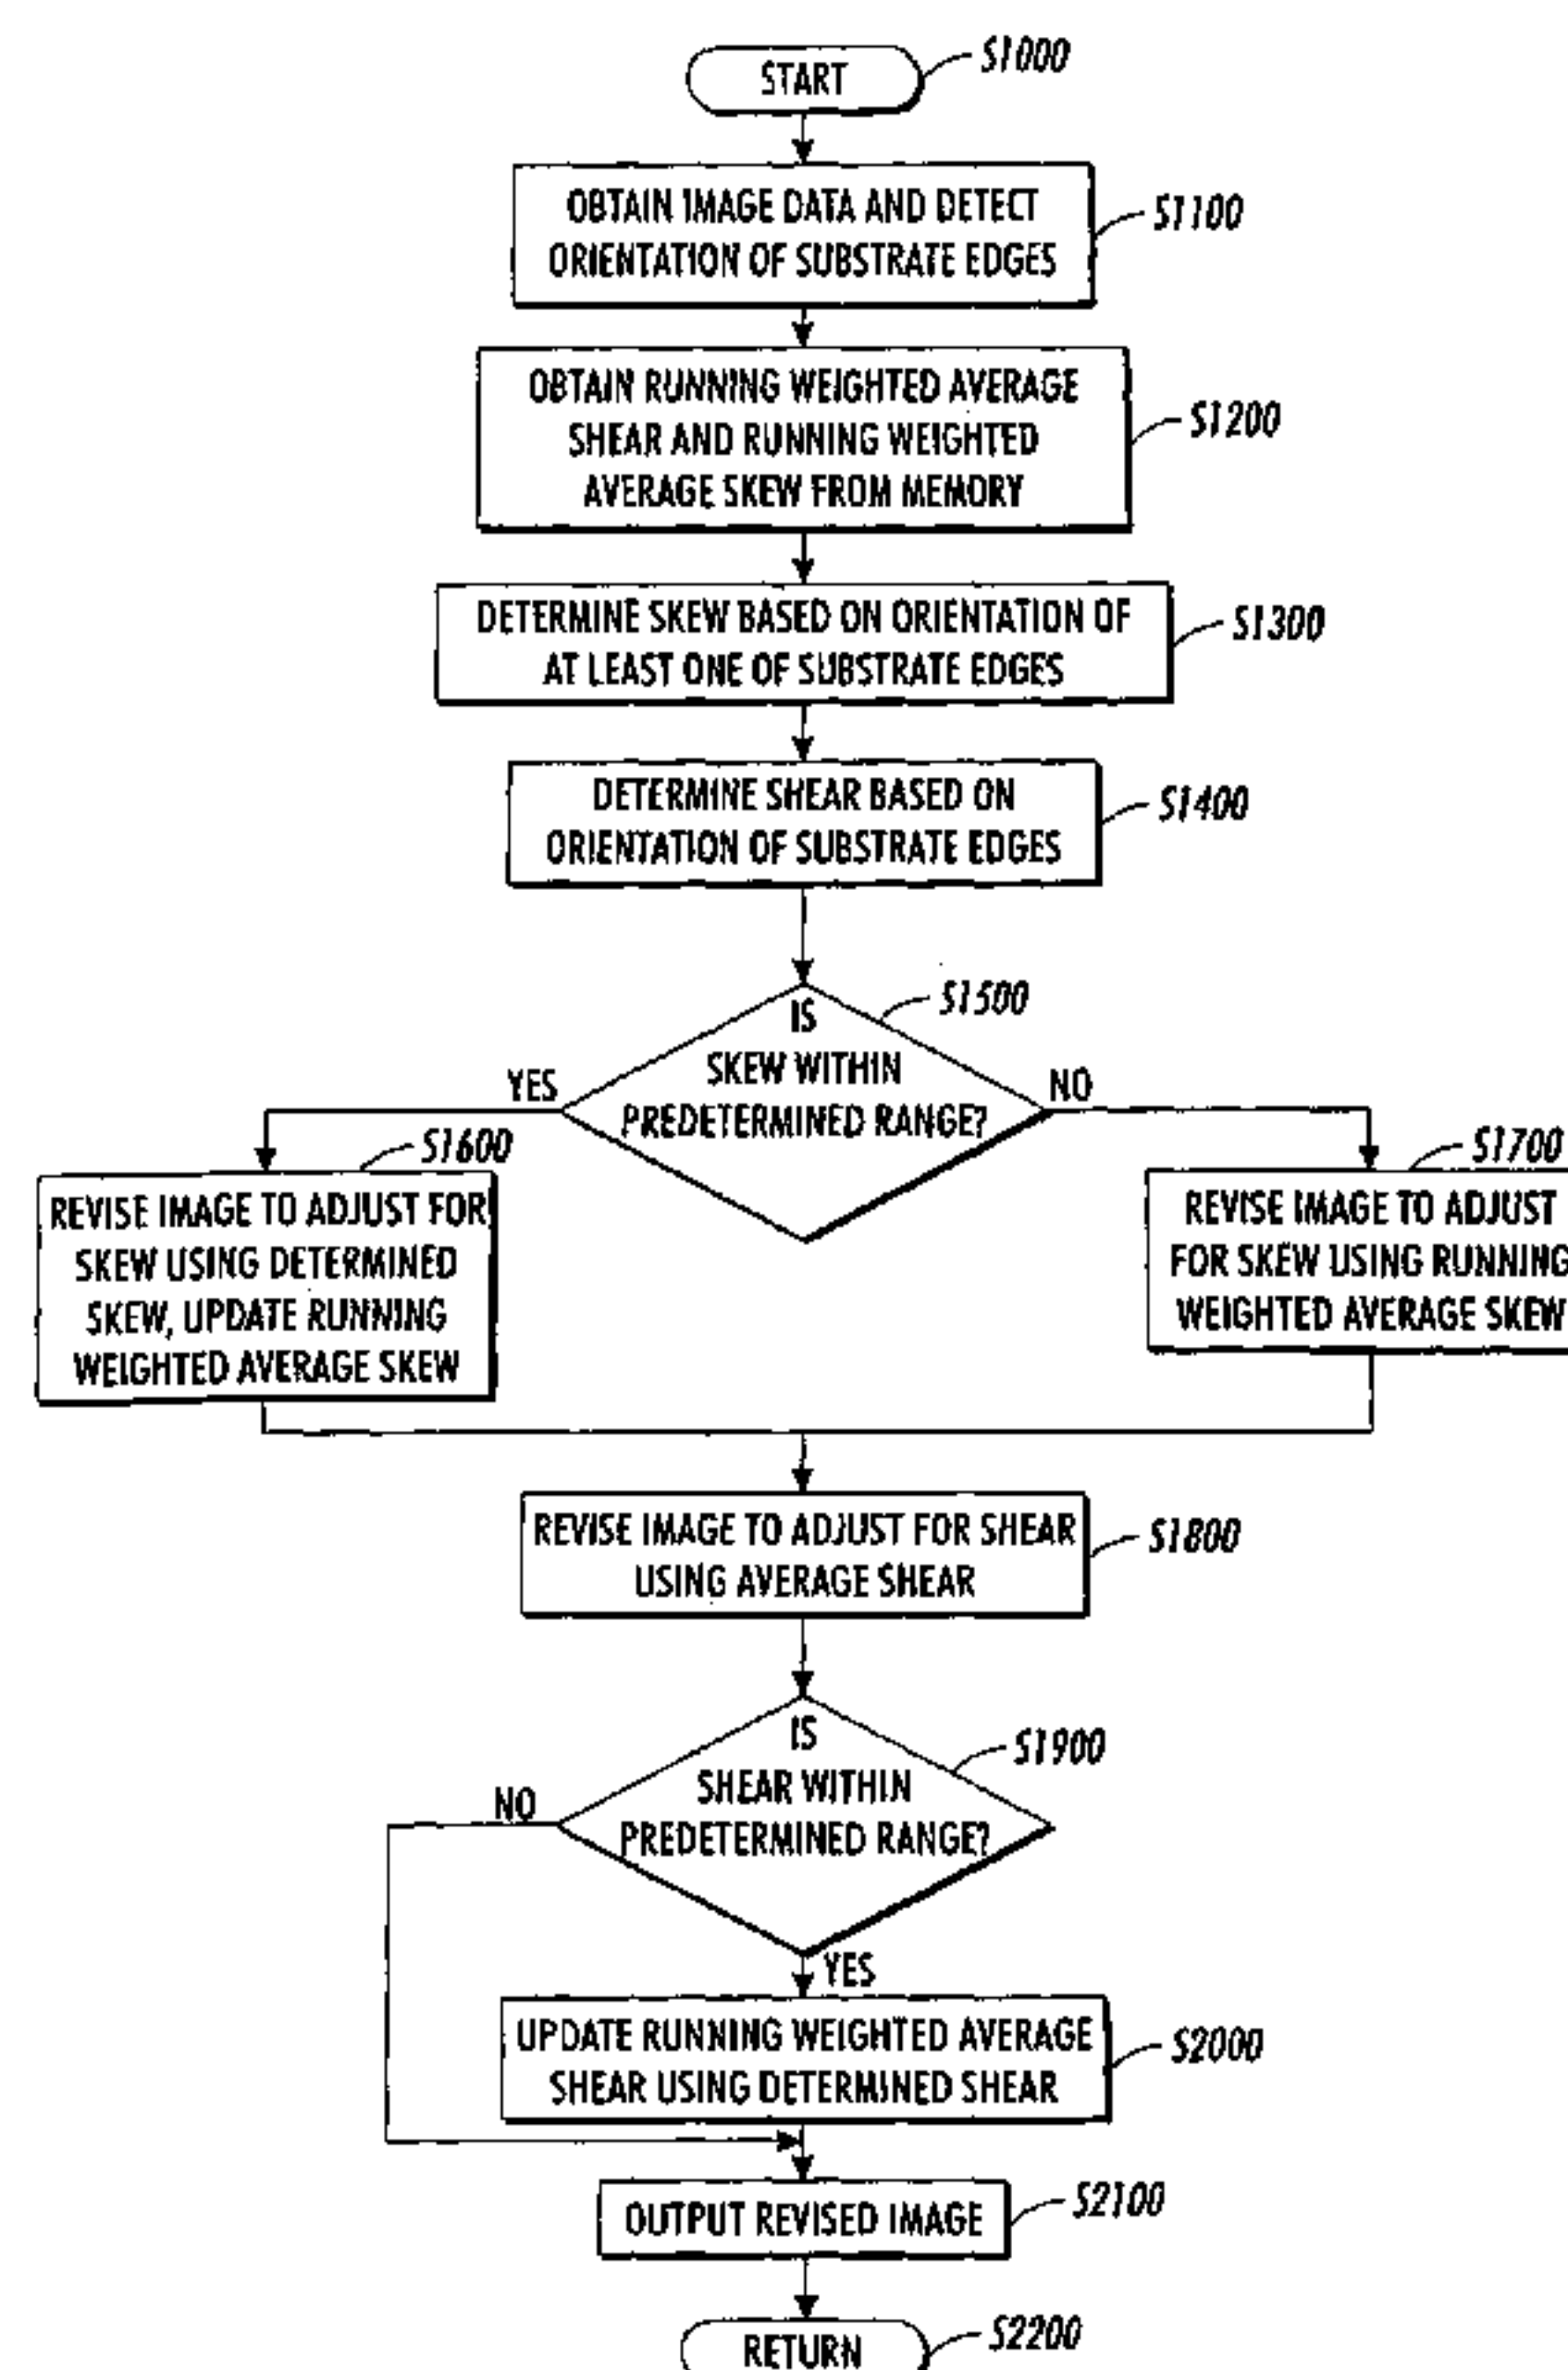 START
S1000
OBTAIN IMAGE DATA AND DETECT
ORIENTATION OF SUBSTRATE EDGES
S1100
OBTAIN RUNNING WEIGHTED AVERAGE
SHEAR AND RUNNING WEIGHTED
AVERAGE SKEW FROM MEMORY
S1200
DETERMINE SKEW BASED ON ORIENTATION OF
AT LEAST ONE OF SUBSTRATE EDGES
S1300
DETERMINE SHEAR BASED ON
ORIENTATION OF SUBSTRATE EDGES
S1400
IS
SKEW WITHIN
PREDETERMINED RANGE?
S1500
YES
NO
S1600
REVISE IMAGE TO ADJUST FOR
SKEW USING DETERMINED
SKEW, UPDATE RUNNING
WEIGHTED AVERAGE SKEW
S1700
REVISE IMAGE TO ADJUST
FOR SKEW USING RUNNING
WEIGHTED AVERAGE SKEW
REVISE IMAGE TO ADJUST FOR SHEAR
USING AVERAGE SHEAR
S1800
IS
SHEAR WITHIN
PREDETERMINED RANGE?
S1900
NO
YES
UPDATE RUNNING WEIGHTED AVERAGE
SHEAR USING DETERMINED SHEAR
S2000
OUTPUT REVISED IMAGE
S2100
RETURN
S2200